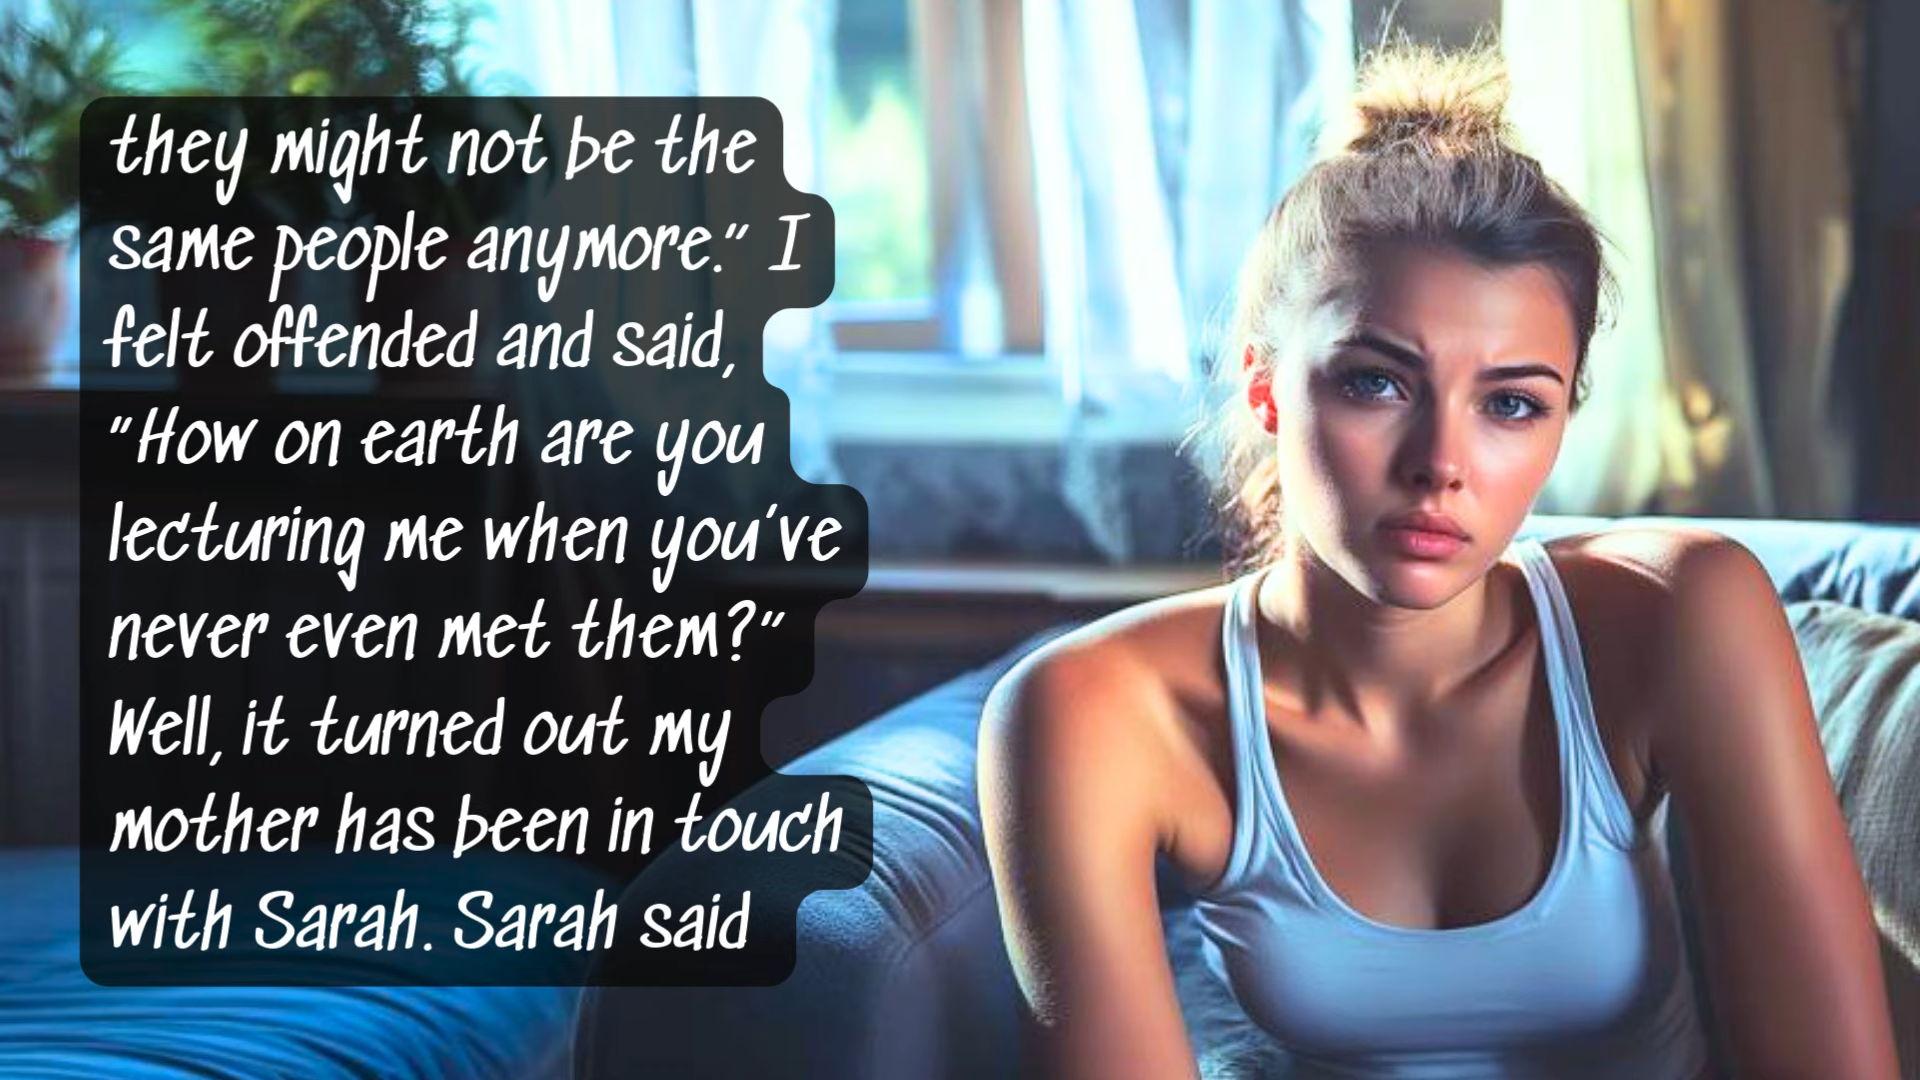 they might not be the
same people anymore." I
felt offended and said,
"How on earth are you
lecturing me when you've
never even met them?"
Well, it turned out my
mother has been in touch
with Sarah. Sarah said